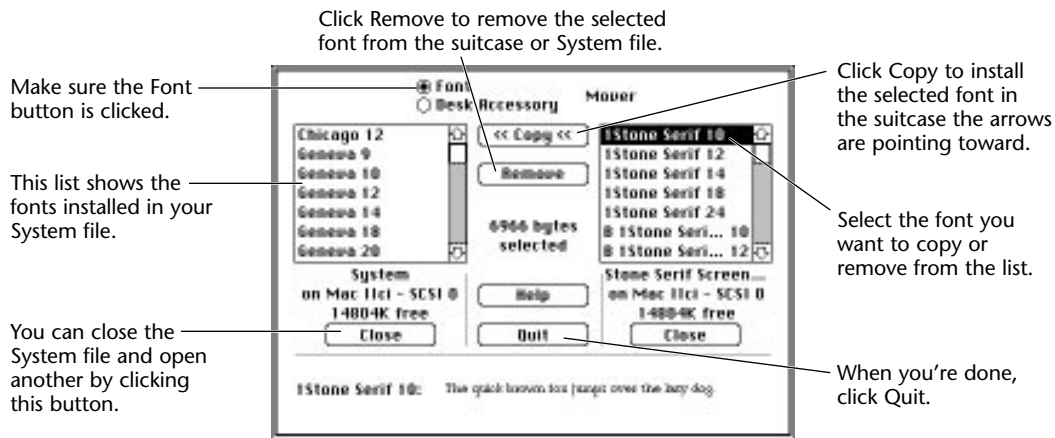 Click Remove to remove the selected
font from the suitcase or System file.
Make sure the Font
button is clicked.
This list shows the
fonts installed in your
System file.
You can close the
System file and open
another by clicking
this button.
Font
Desk Accessory
Mover
Chicago 12
Geneva 9
Geneva 10
Geneva 12
Geneva 14
Geneva 18
Geneva 20
System
on Mac IIci - SCSI 0
14804K free
Close
<< Copy <<
Remove
6966 bytes
selected
Help
Quit
1Stone Serif 10
1Stone Serif 12
1Stone Serif 14
1Stone Serif 18
1Stone Serif 24
B 1Stone Seri... 10
B 1Stone Seri... 12
Stone Serif Screen...
on Mac IIci - SCSI 0
14804K free
Close
1Stone Serif 10: The quick brown fox jumps over the lazy dog.
Click Copy to install
the selected font in
the suitcase the arrows
are pointing toward.
Select the font you
want to copy or
remove from the list.
When you're done,
click Quit.